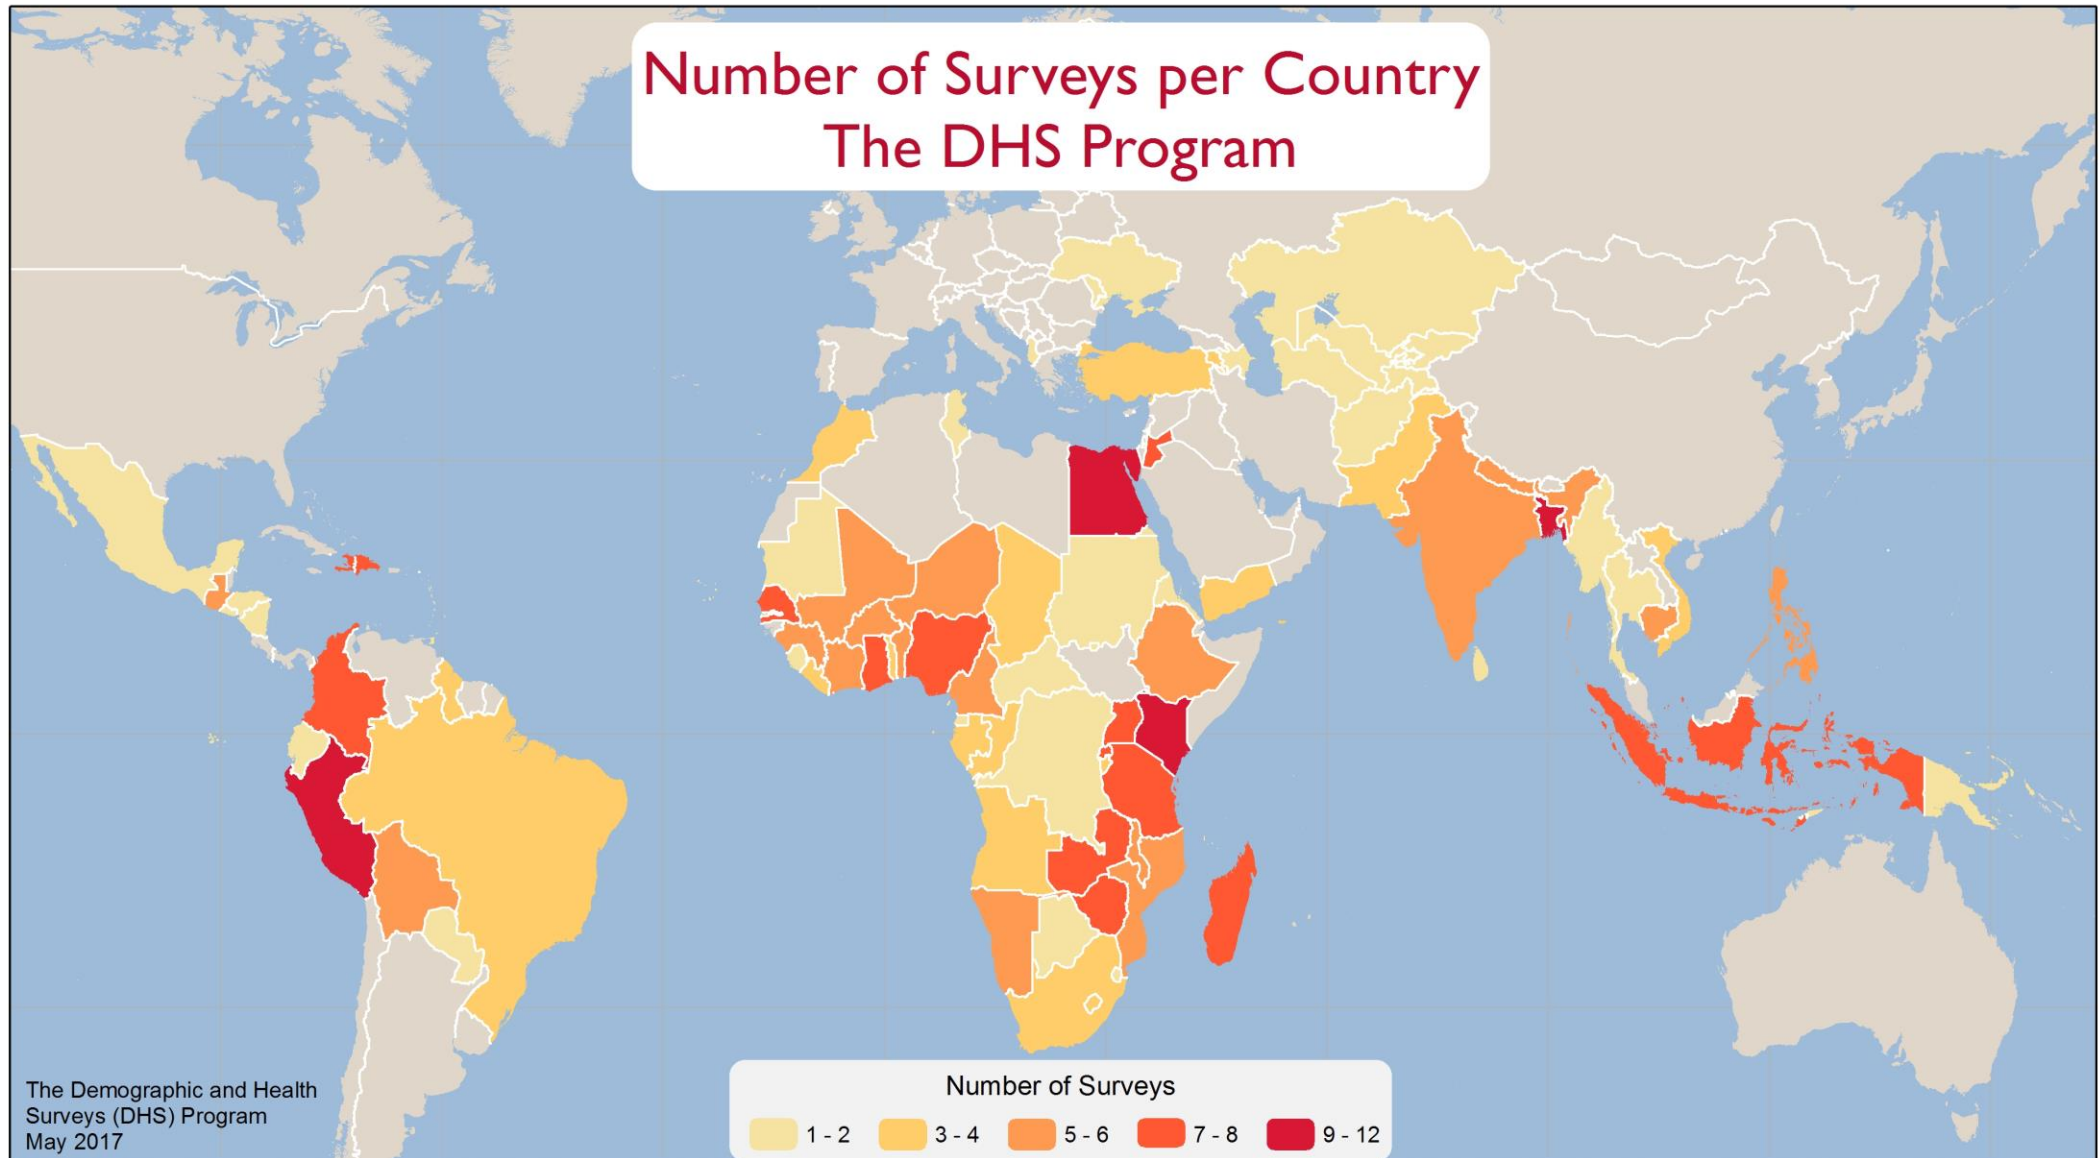 Number of Surveys per Country
The DHS Program
The Demographic and Health
Surveys (DHS) Program
May 2017
Number of Surveys
1 - 2
3 - 4
5 - 6
7 - 8
9 - 12